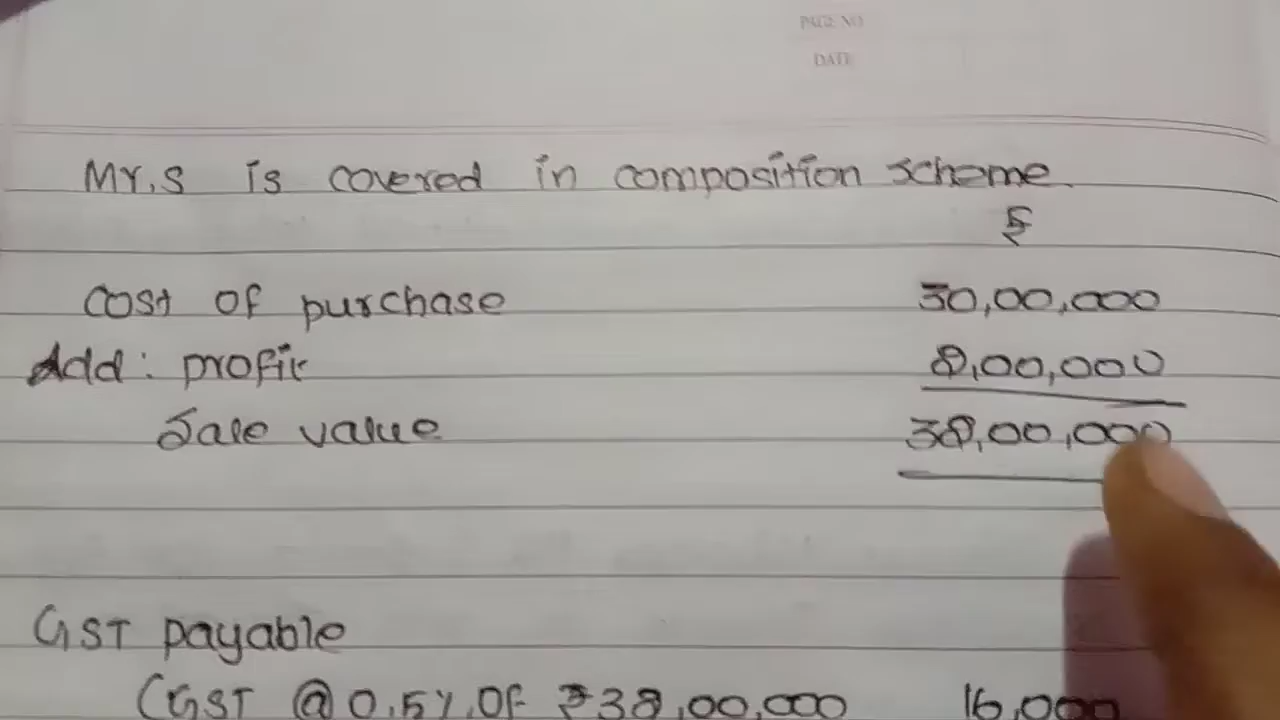 PAGE NO
DATE
Mr.S is covered in composition scheme.
₹
cost of purchase 30,00,000
Add: profit 8,00,000
Sale value 38,00,000
GST payable
CGST @ 0.5% OF ₹38,00,000 16,000